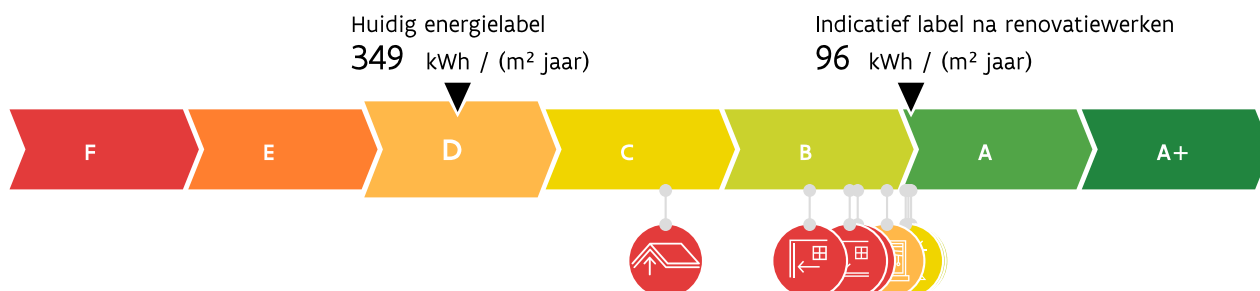 Huidig energielabel
349 kWh / (m² jaar)
Indicatief label na renovatiewerken
96 kWh / (m² jaar)
F E D C B A A+